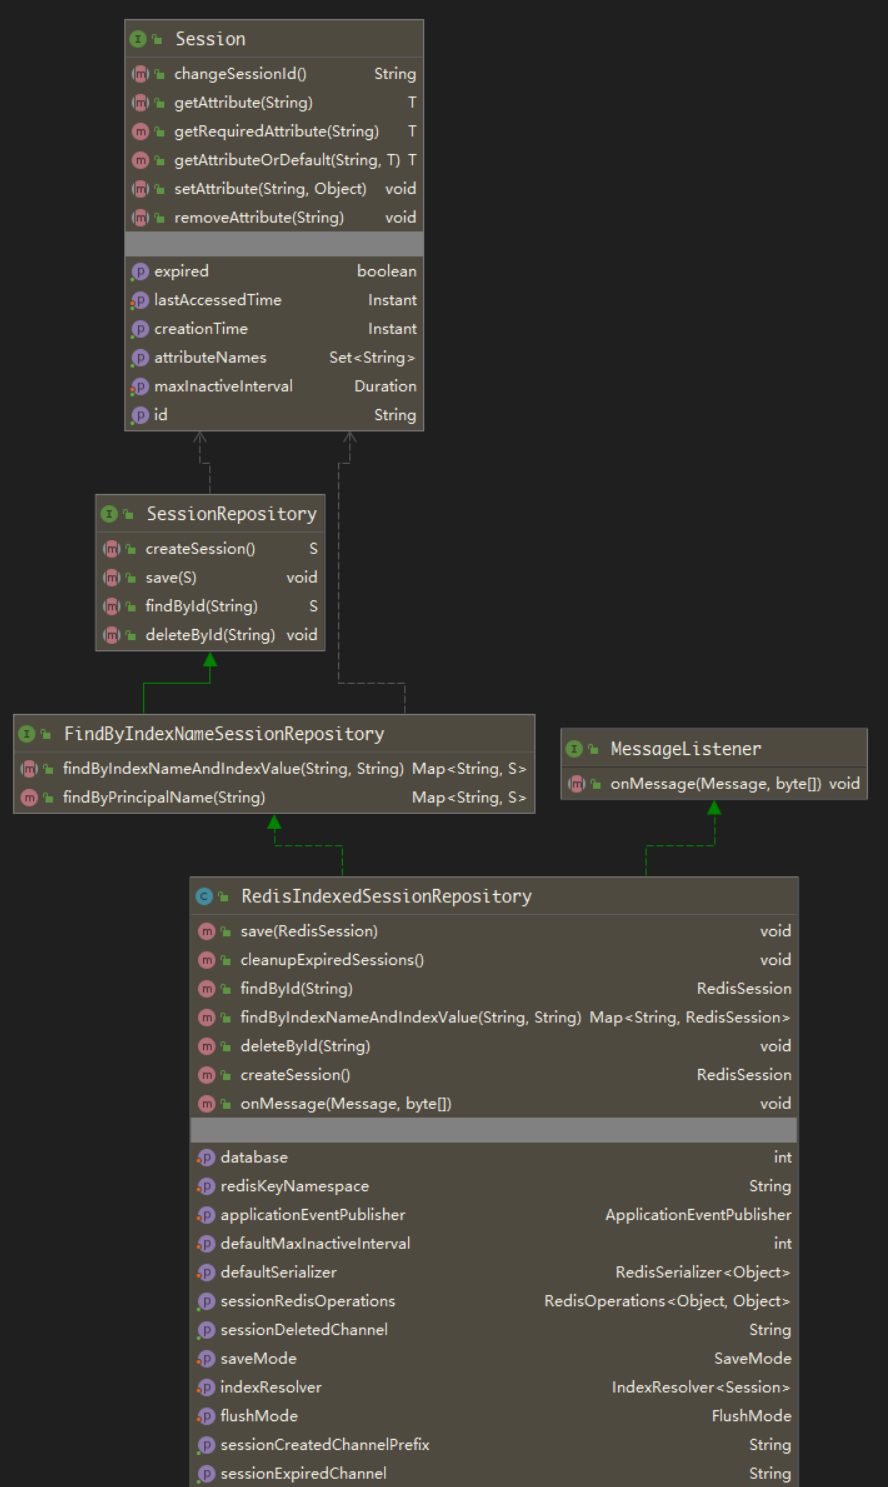 Session
changeSessionId() String
getAttribute(String) T
getRequiredAttribute(String) T
getAttributeOrDefault(String, T) T
setAttribute(String, Object) void
removeAttribute(String) void
expired boolean
lastAccessedTime Instant
creationTime Instant
attributeNames Set<String>
maxInactiveInterval Duration
id String
SessionRepository
createSession() S
save(S) void
findById(String) S
deleteById(String) void
FindByIndexNameSessionRepository
findByIndexNameAndIndexValue(String, String) Map<String, S>
findByPrincipalName(String) Map<String, S>
MessageListener
onMessage(Message, byte[]) void
RedisIndexedSessionRepository
save(RedisSession) void
cleanupExpiredSessions() void
findById(String) RedisSession
findByIndexNameAndIndexValue(String, String) Map<String, RedisSession>
deleteById(String) void
createSession() RedisSession
onMessage(Message, byte[]) void
database int
redisKeyNamespace String
applicationEventPublisher ApplicationEventPublisher
defaultMaxInactiveInterval int
defaultSerializer RedisSerializer<Object>
sessionRedisOperations RedisOperations<Object, Object>
sessionDeletedChannel String
saveMode SaveMode
indexResolver IndexResolver<Session>
flushMode FlushMode
sessionCreatedChannelPrefix String
sessionExpiredChannel String